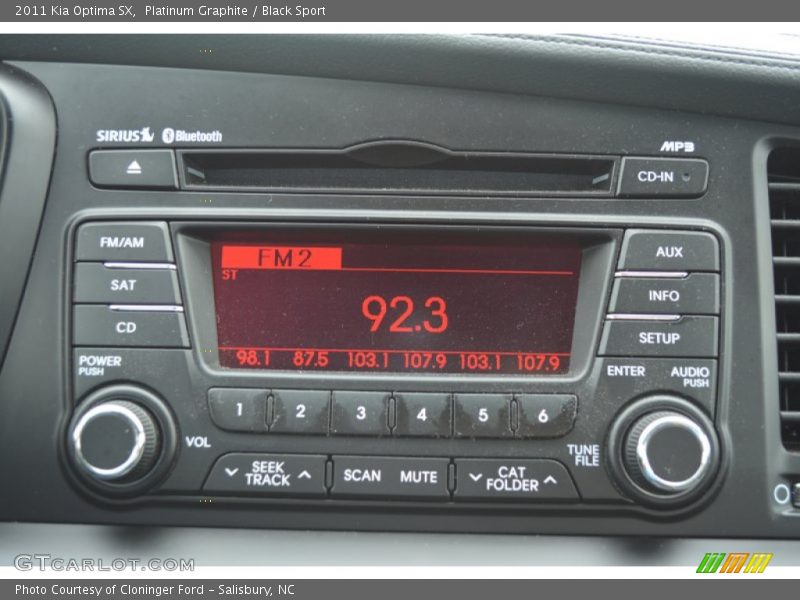 2011 Kia Optima SX, Platinum Graphite / Black Sport
SIRIUS Bluetooth
MP3
CD-IN
FM/AM
SAT
CD
FM2
ST
92.3
98.1 87.5 103.1 107.9 103.1 107.9
AUX
INFO
SETUP
POWER
PUSH
ENTER
AUDIO
PUSH
1 2 3 4 5 6
VOL
TUNE
FILE
SEEK
TRACK
SCAN MUTE
CAT
FOLDER
GTCARLOT.COM
Photo Courtesy of Cloninger Ford - Salisbury, NC